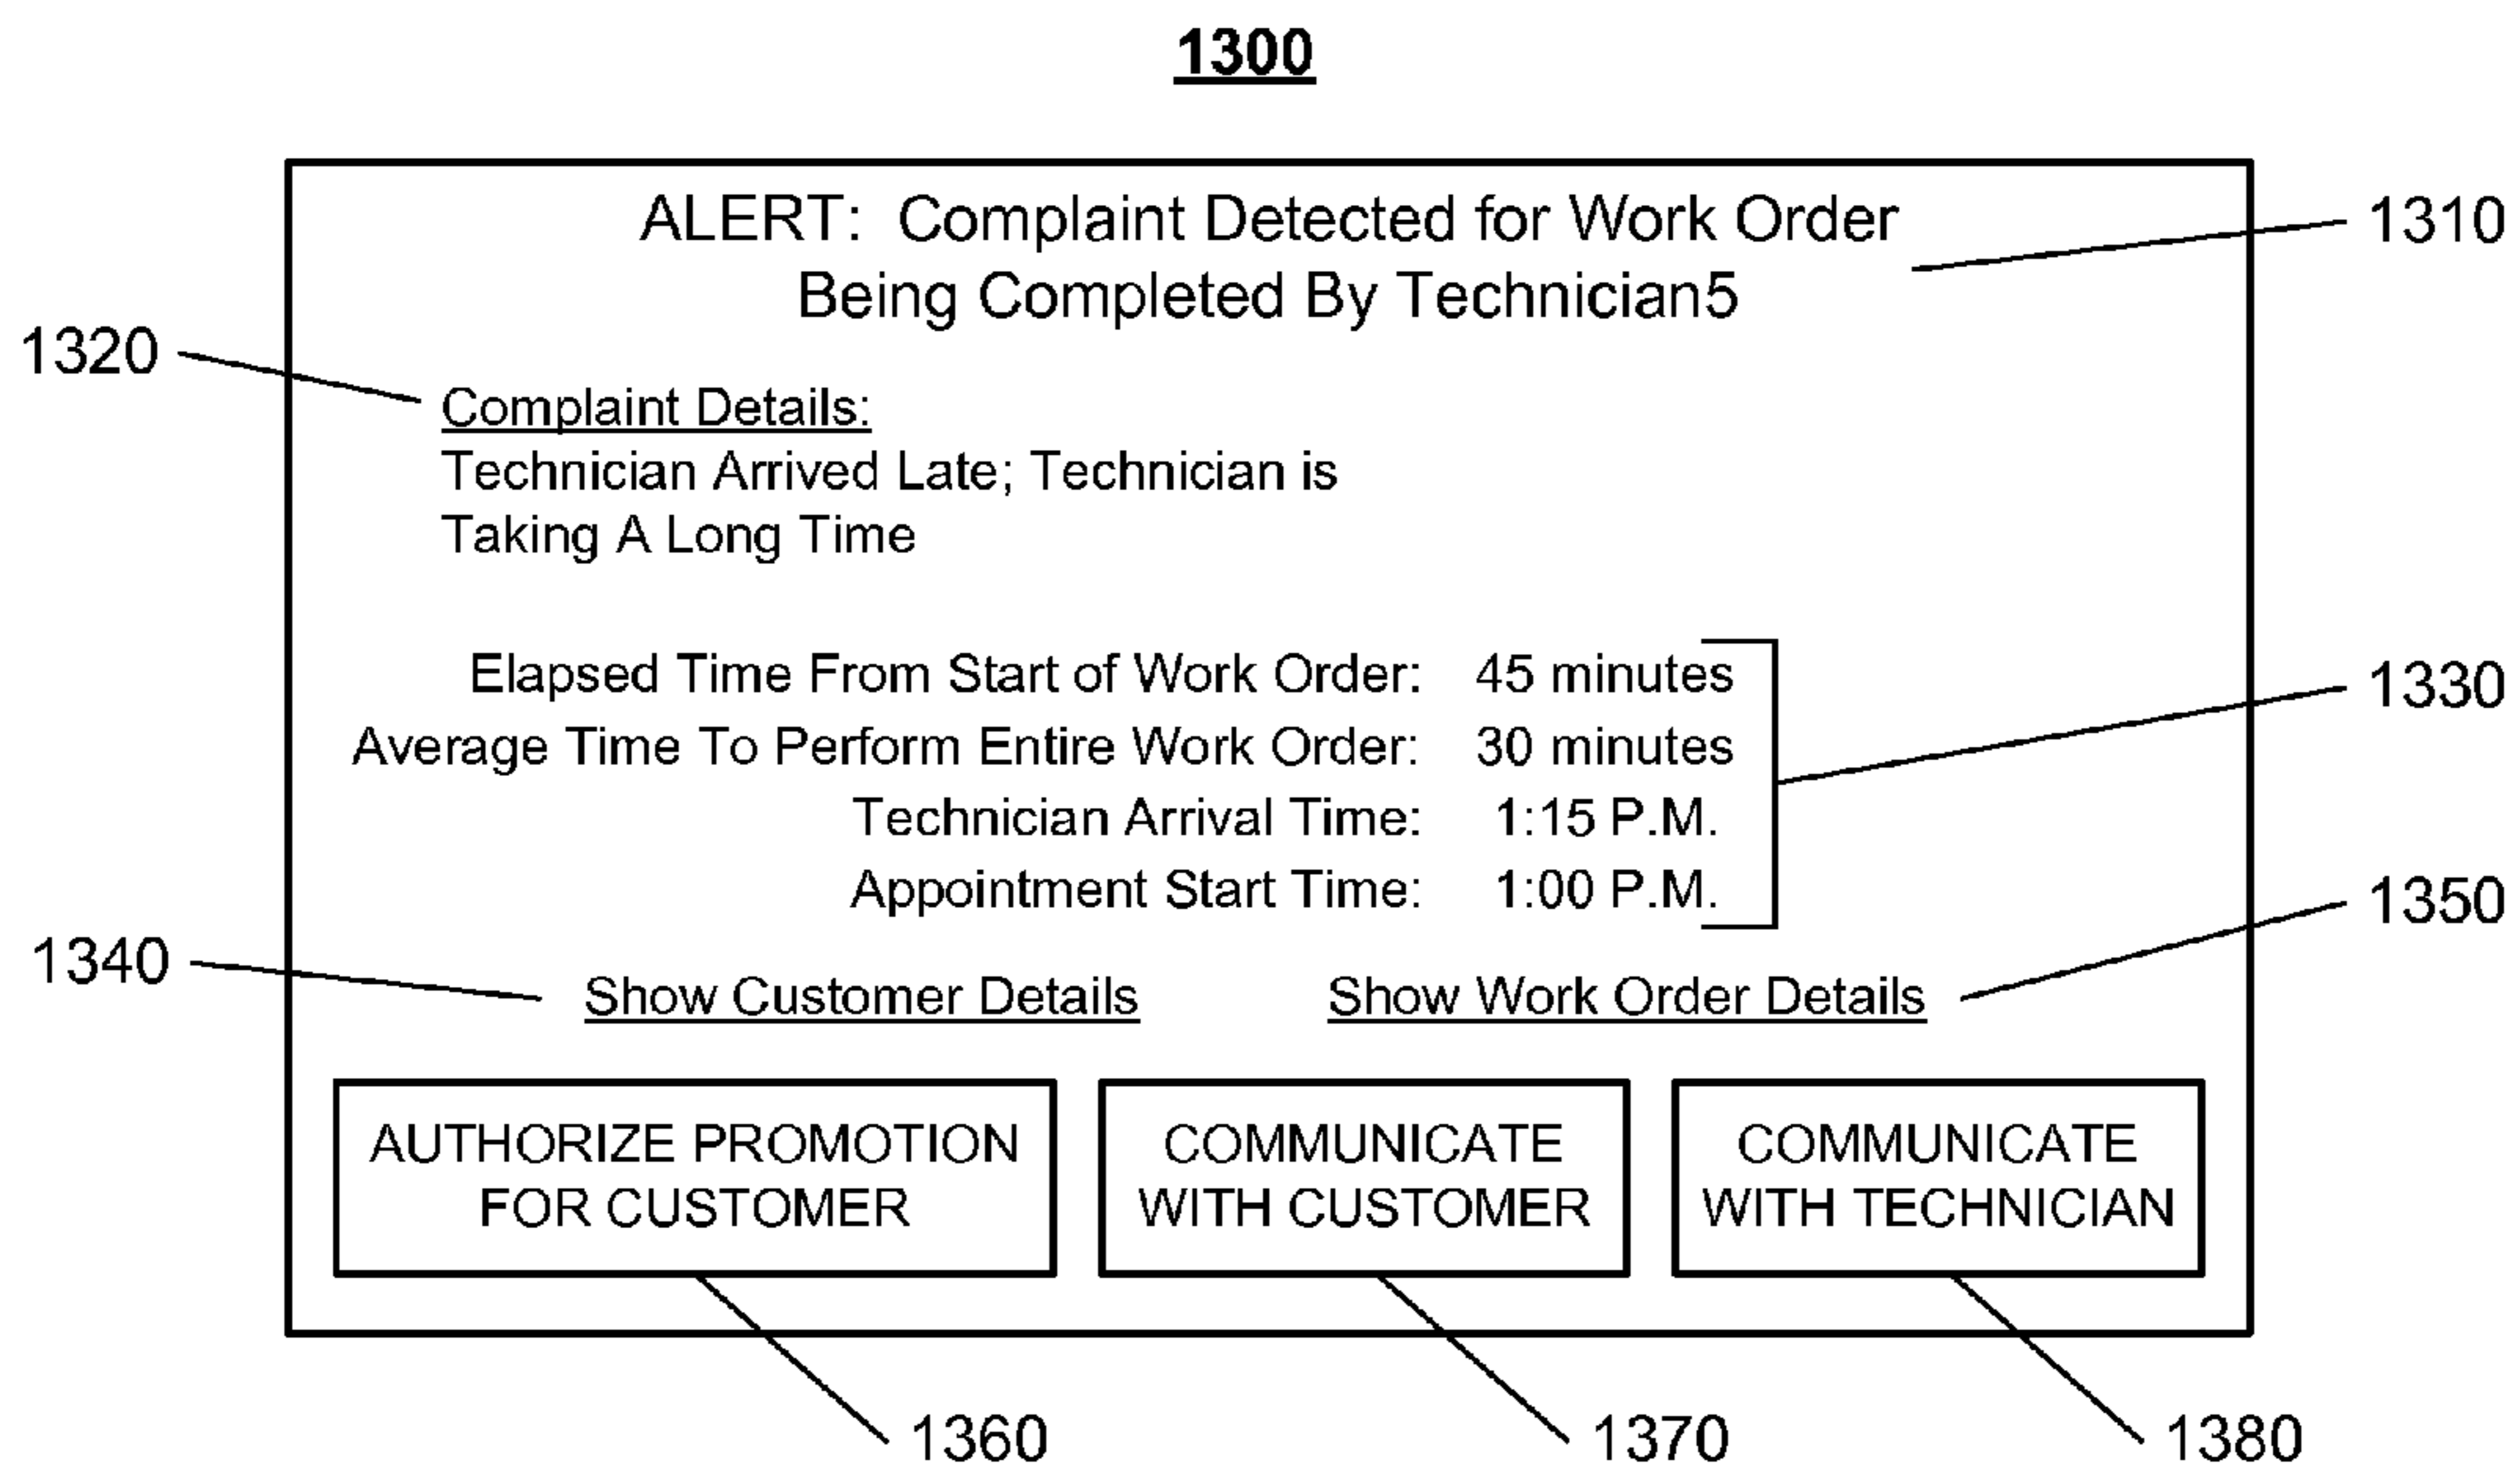 1300
ALERT: Complaint Detected for Work Order
Being Completed By Technician5
1310
1320
Complaint Details:
Technician Arrived Late; Technician is
Taking A Long Time
Elapsed Time From Start of Work Order: 45 minutes
Average Time To Perform Entire Work Order: 30 minutes
Technician Arrival Time: 1:15 P.M.
Appointment Start Time: 1:00 P.M.
1330
1340
Show Customer Details
Show Work Order Details
1350
AUTHORIZE PROMOTION
FOR CUSTOMER
COMMUNICATE
WITH CUSTOMER
COMMUNICATE
WITH TECHNICIAN
1360
1370
1380